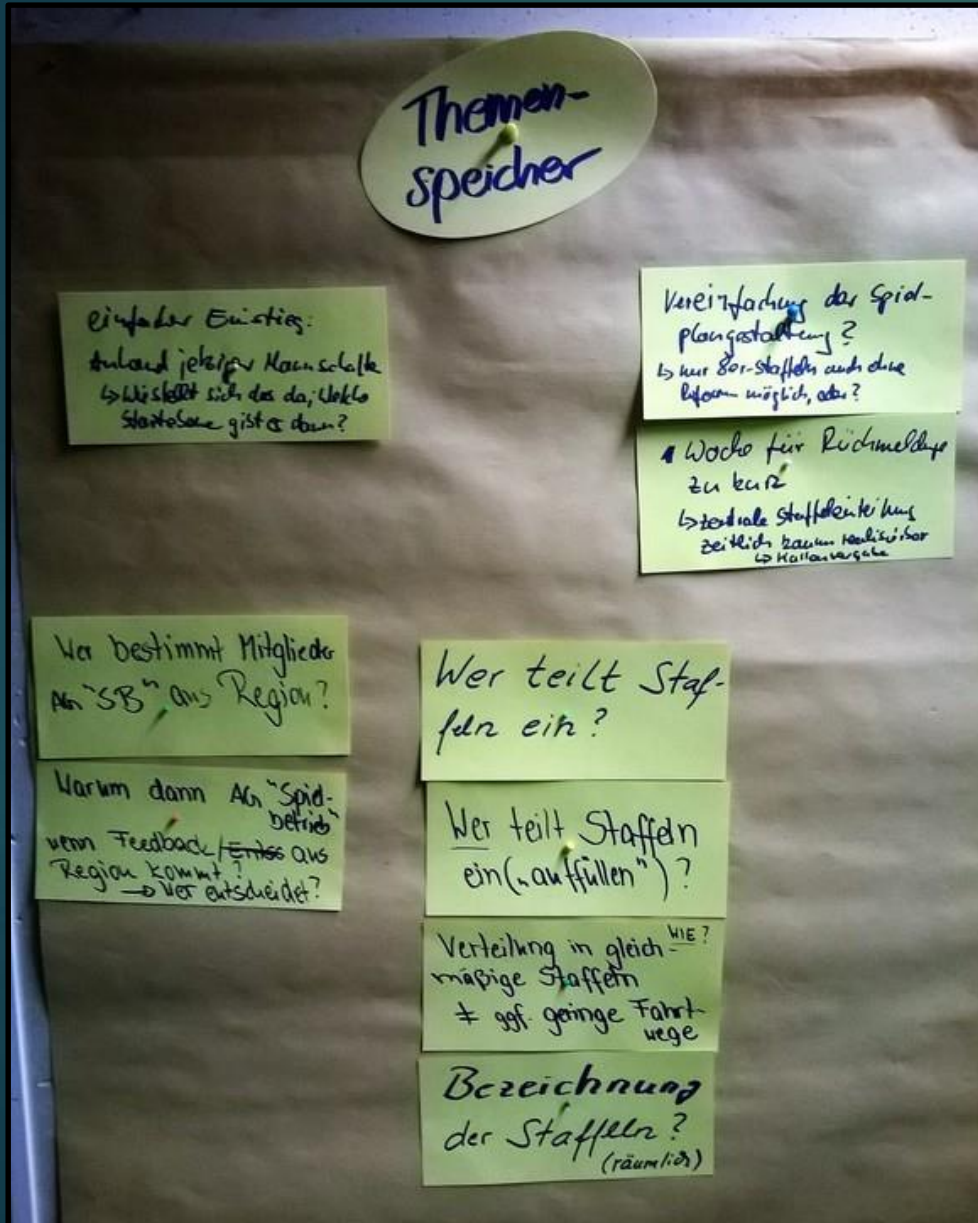 Themen-
speicher
einfacher Einstieg:
Anhand jetziger Mannschafte
↳ Wie stellt sich das da, Welche
Startebene gibt es dann?
Vereinfachung der Spiel-
plangestaltung?
↳ nur 8er-Staffeln auch ohne
Reform möglich, oder?
1 Woche für Rückmeldunge
zu kurz
↳ zentrale Staffeleinteilung
zeitlich kaum realisierbar
↳ Hallenvergabe
Wer bestimmt Mitglieder
AG "SB" aus Region?
Warum dann AG "Spiel-
betrieb"
wenn Feedback/ aus
Region kommt?
→ Wer entscheidet?
Wer teilt Staf-
feln ein?
Wer teilt Staffeln
ein („auffüllen")?
Verteilung in gleich- WIE?
mäßige Staffeln
≠ ggf. geringe Fahrt-
wege
Bezeichnung
der Staffeln?
(räumlich)